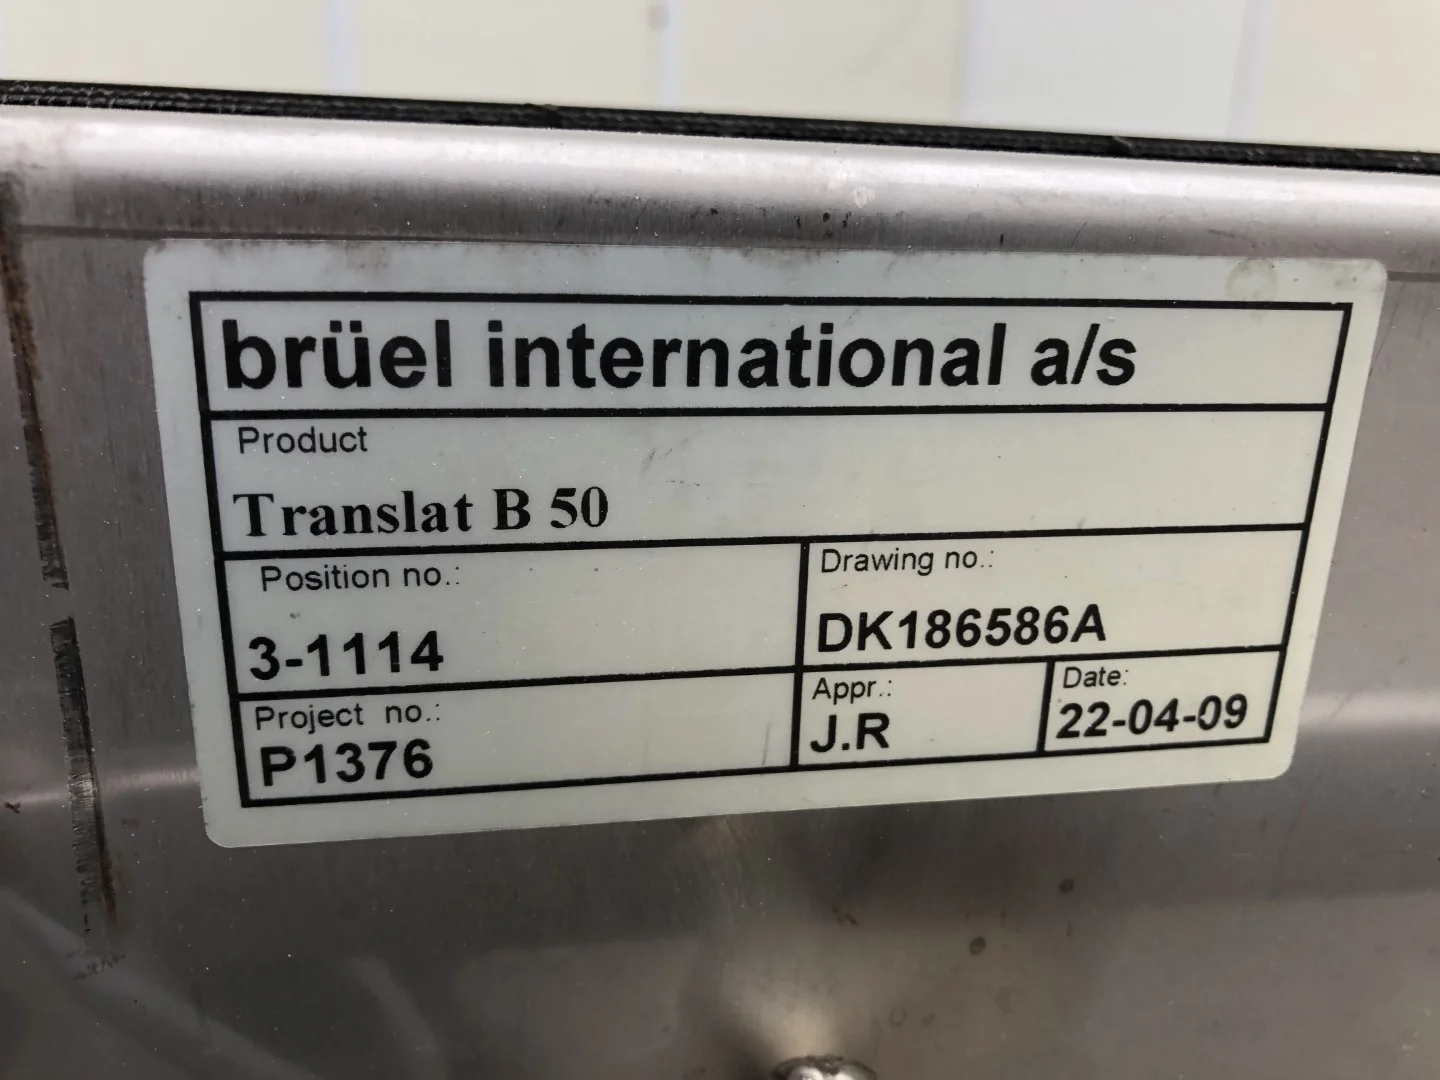 brüel international a/s
Product
Translat B 50
Position no.:
3-1114
Drawing no.:
DK186586A
Project no.:
P1376
Appr.:
J.R
Date:
22-04-09